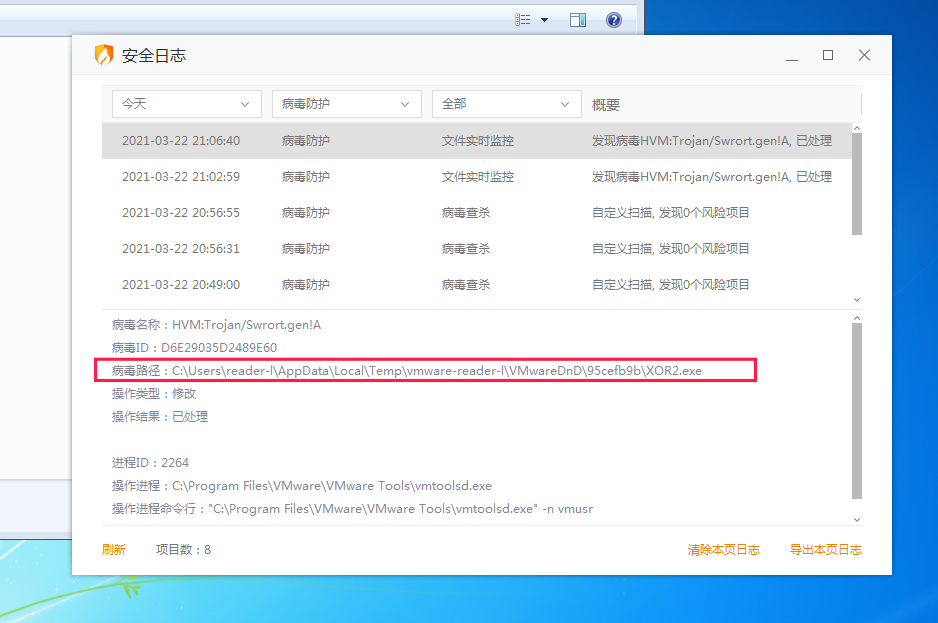 安全日志
今天 病毒防护 全部 概要
2021-03-22 21:06:40 病毒防护 文件实时监控 发现病毒HVM:Trojan/Swrort.gen!A, 已处理
2021-03-22 21:02:59 病毒防护 文件实时监控 发现病毒HVM:Trojan/Swrort.gen!A, 已处理
2021-03-22 20:56:55 病毒防护 病毒查杀 自定义扫描, 发现0个风险项目
2021-03-22 20:56:31 病毒防护 病毒查杀 自定义扫描, 发现0个风险项目
2021-03-22 20:49:00 病毒防护 病毒查杀 自定义扫描, 发现0个风险项目
病毒名称：HVM:Trojan/Swrort.gen!A
病毒ID：D6E29035D2489E60
病毒路径：C:\Users\reader-l\AppData\Local\Temp\vmware-reader-l\VMwareDnD\95cefb9b\XOR2.exe
操作类型：修改
操作结果：已处理
进程ID：2264
操作进程：C:\Program Files\VMware\VMware Tools\vmtoolsd.exe
操作进程命令行："C:\Program Files\VMware\VMware Tools\vmtoolsd.exe" -n vmusr
刷新 项目数：8 清除本页日志 导出本页日志